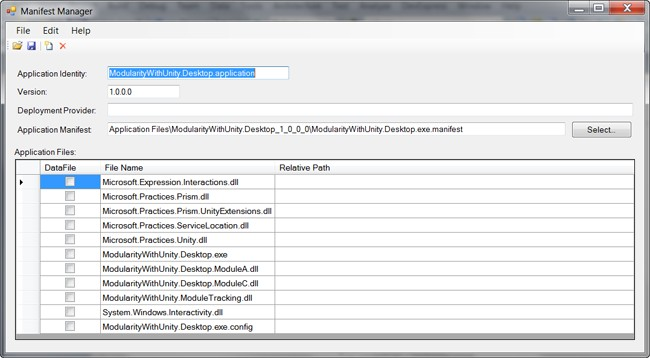 Manifest Manager
File Edit Help
Application Identity: ModularityWithUnity.Desktop.application
Version: 1.0.0.0
Deployment Provider:
Application Manifest: Application Files\ModularityWithUnity.Desktop_1_0_0_0\ModularityWithUnity.Desktop.exe.manifest Select...
Application Files:
DataFile File Name Relative Path
Microsoft.Expression.Interactions.dll
Microsoft.Practices.Prism.dll
Microsoft.Practices.Prism.UnityExtensions.dll
Microsoft.Practices.ServiceLocation.dll
Microsoft.Practices.Unity.dll
ModularityWithUnity.Desktop.exe
ModularityWithUnity.Desktop.ModuleA.dll
ModularityWithUnity.Desktop.ModuleC.dll
ModularityWithUnity.ModuleTracking.dll
System.Windows.Interactivity.dll
ModularityWithUnity.Desktop.exe.config